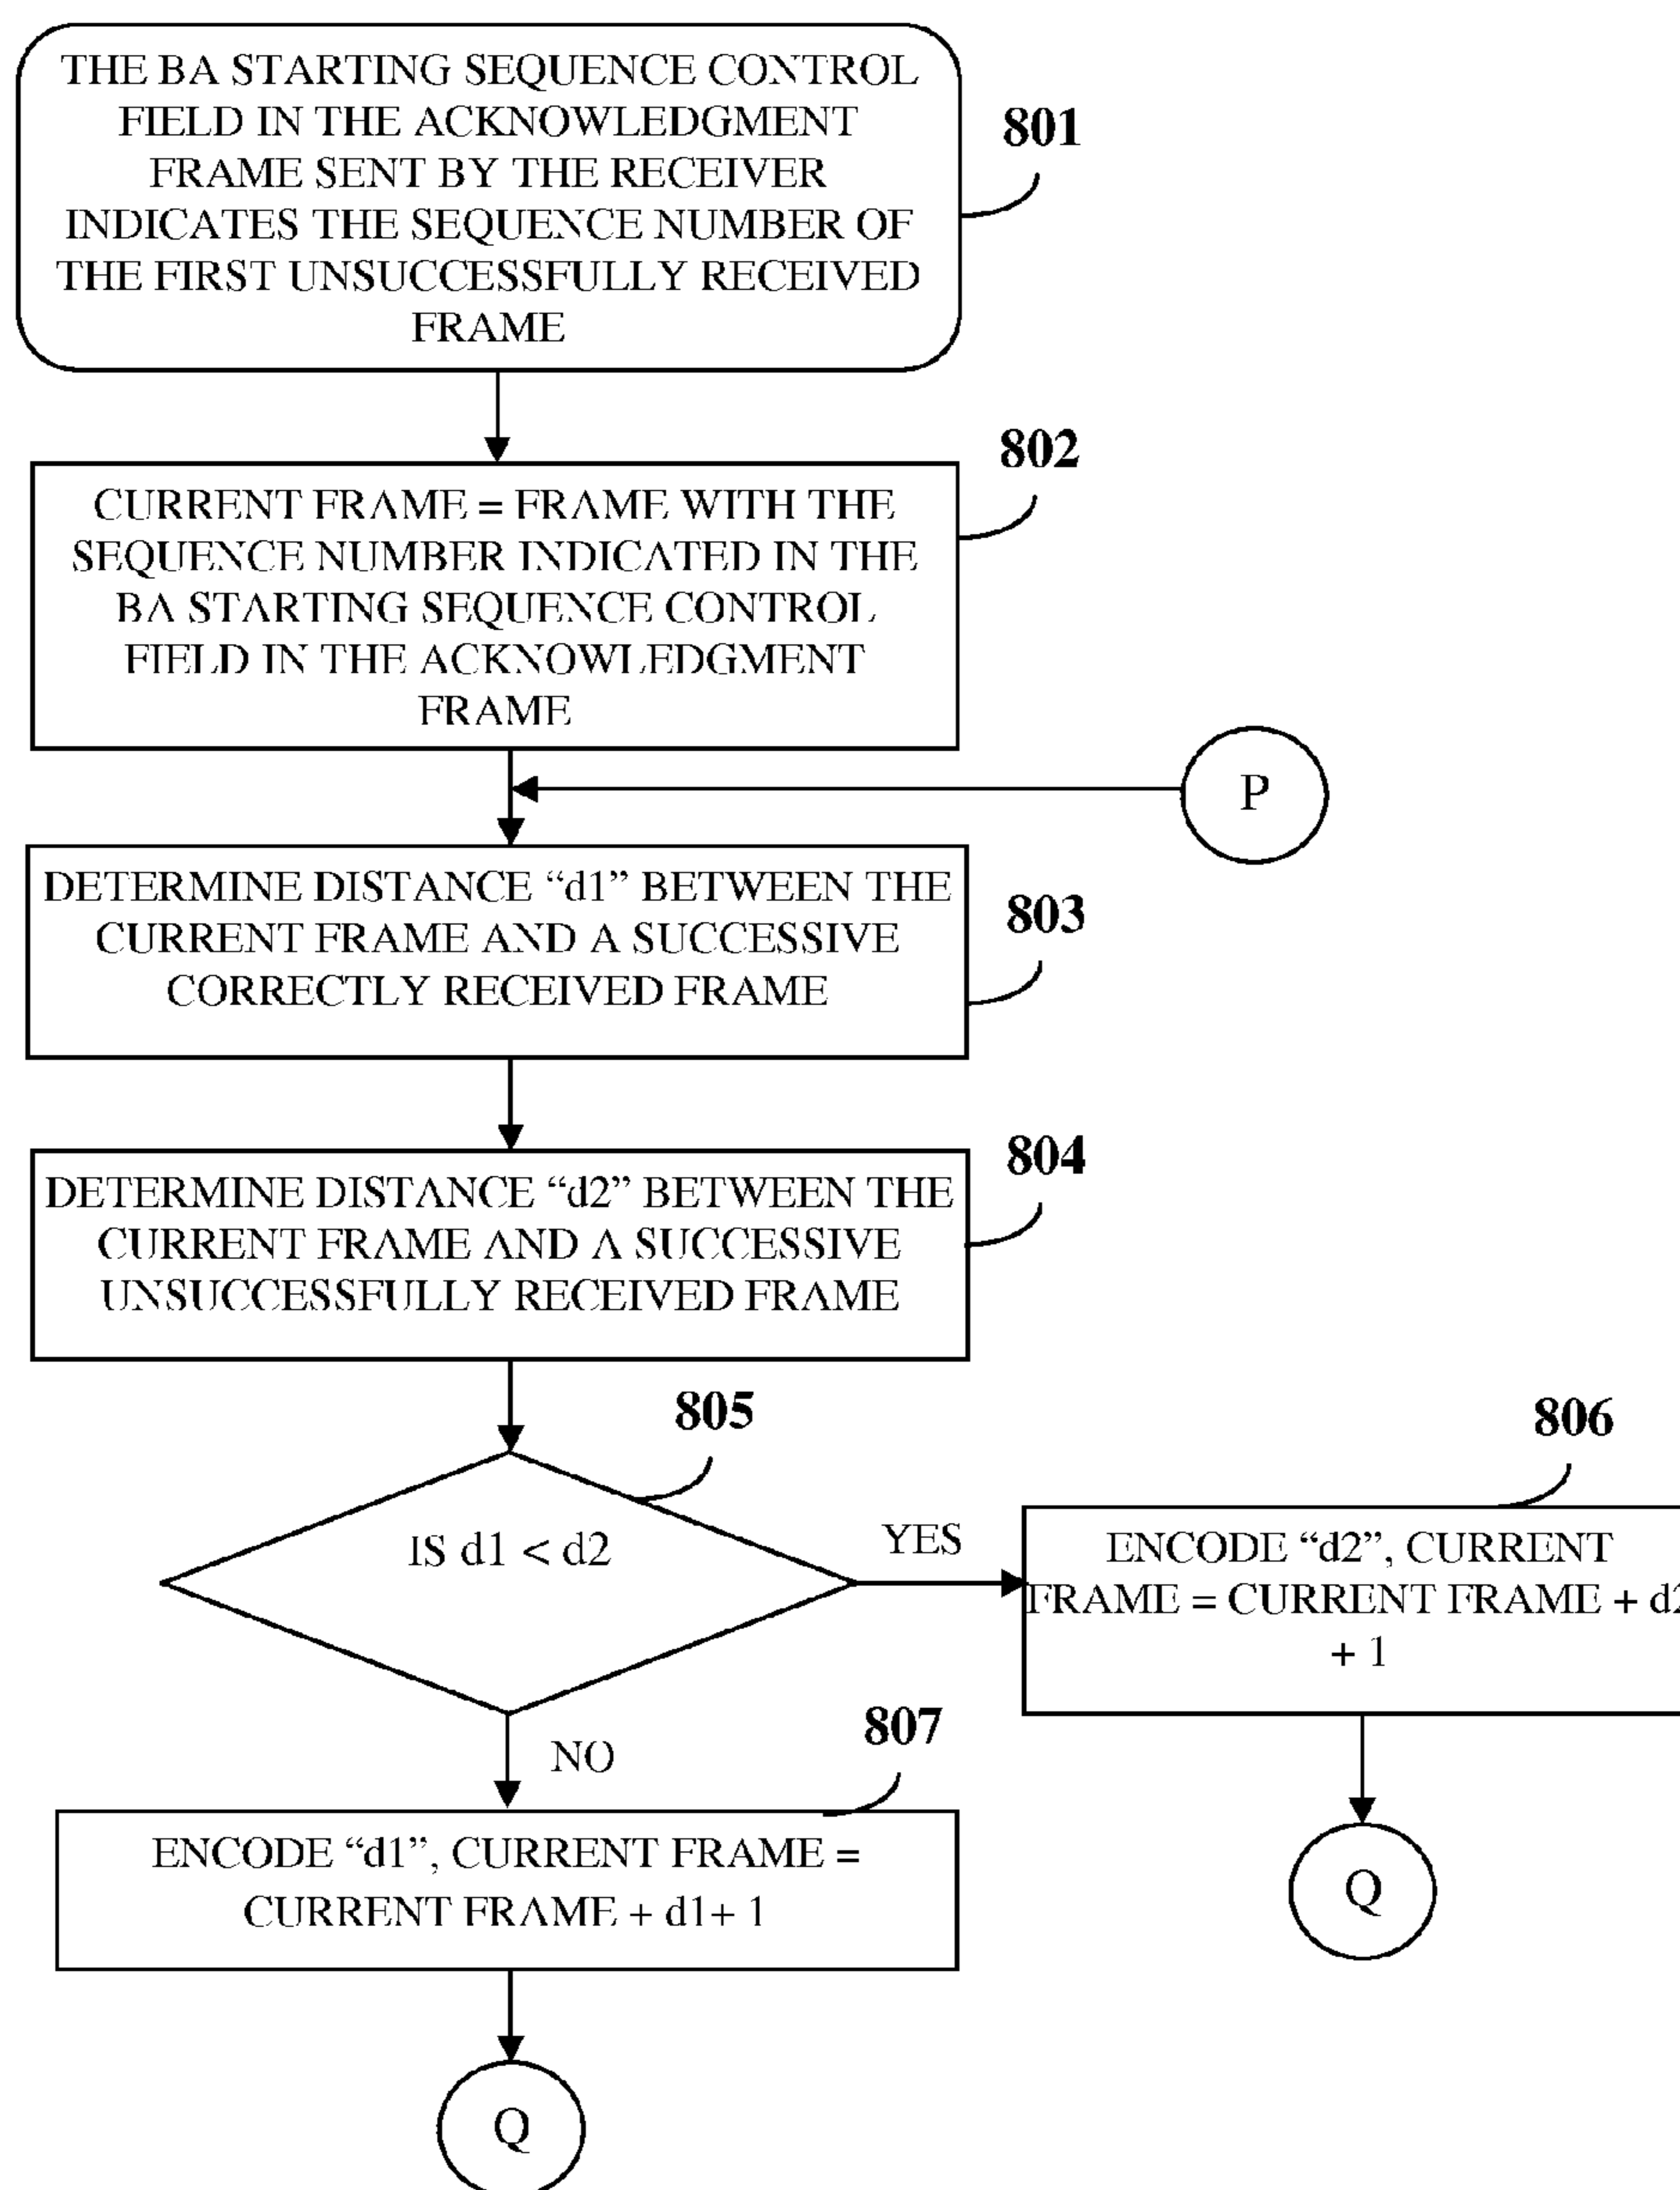 THE BA STARTING SEQUENCE CONTROL
FIELD IN THE ACKNOWLEDGMENT
FRAME SENT BY THE RECEIVER
INDICATES THE SEQUENCE NUMBER OF
THE FIRST UNSUCCESSFULLY RECEIVED
FRAME
801
802
CURRENT FRAME = FRAME WITH THE
SEQUENCE NUMBER INDICATED IN THE
BA STARTING SEQUENCE CONTROL
FIELD IN THE ACKNOWLEDGMENT
FRAME
P
DETERMINE DISTANCE “d1” BETWEEN THE
CURRENT FRAME AND A SUCCESSIVE
CORRECTLY RECEIVED FRAME
803
804
DETERMINE DISTANCE “d2” BETWEEN THE
CURRENT FRAME AND A SUCCESSIVE
UNSUCCESSFULLY RECEIVED FRAME
805
806
IS d1 < d2
YES
ENCODE “d2”, CURRENT
FRAME = CURRENT FRAME + d2
+ 1
807
NO
ENCODE “d1”, CURRENT FRAME =
CURRENT FRAME + d1+ 1
Q
Q